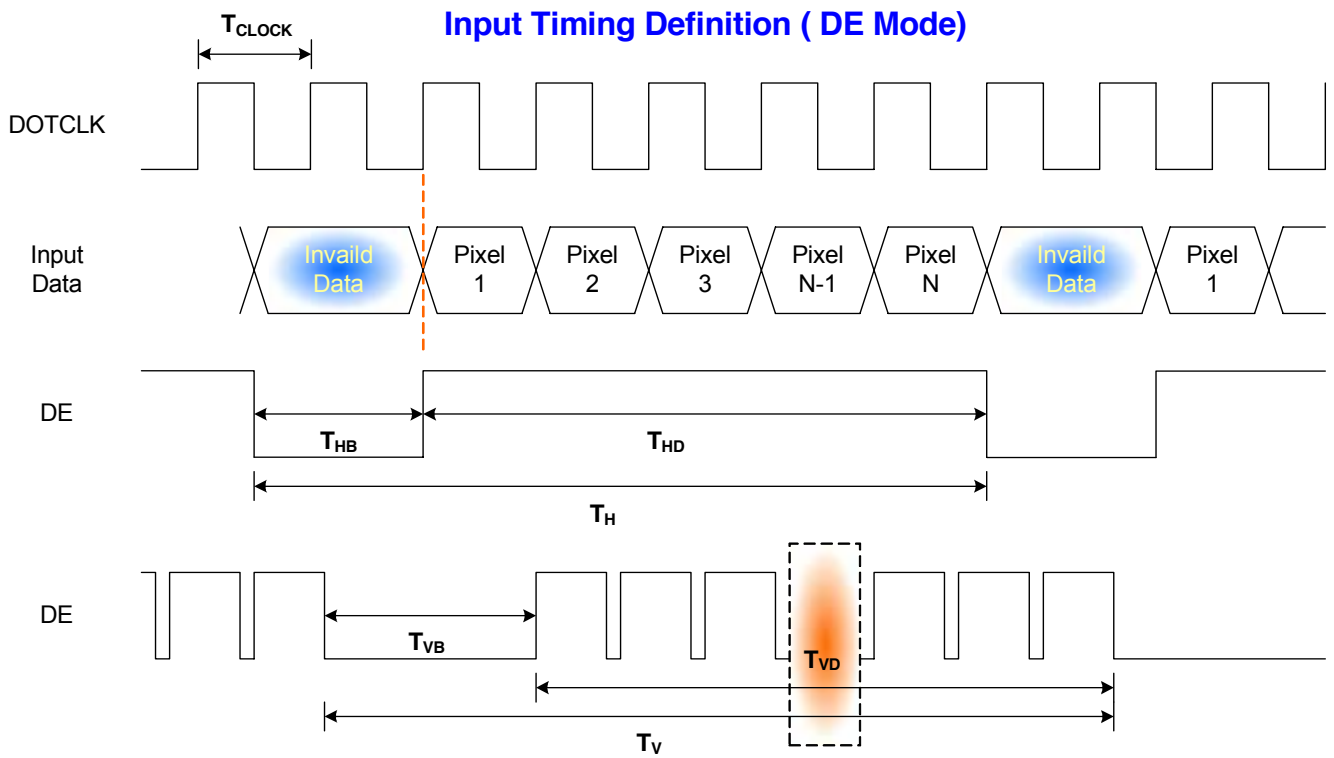 Input Timing Definition ( DE Mode)
TCLOCK
DOTCLK
Input
Data
Invaild
Data
Pixel
1
Pixel
2
Pixel
3
Pixel
N-1
Pixel
N
Invaild
Data
Pixel
1
DE
THB
THD
TH
DE
TVB
TVD
TV